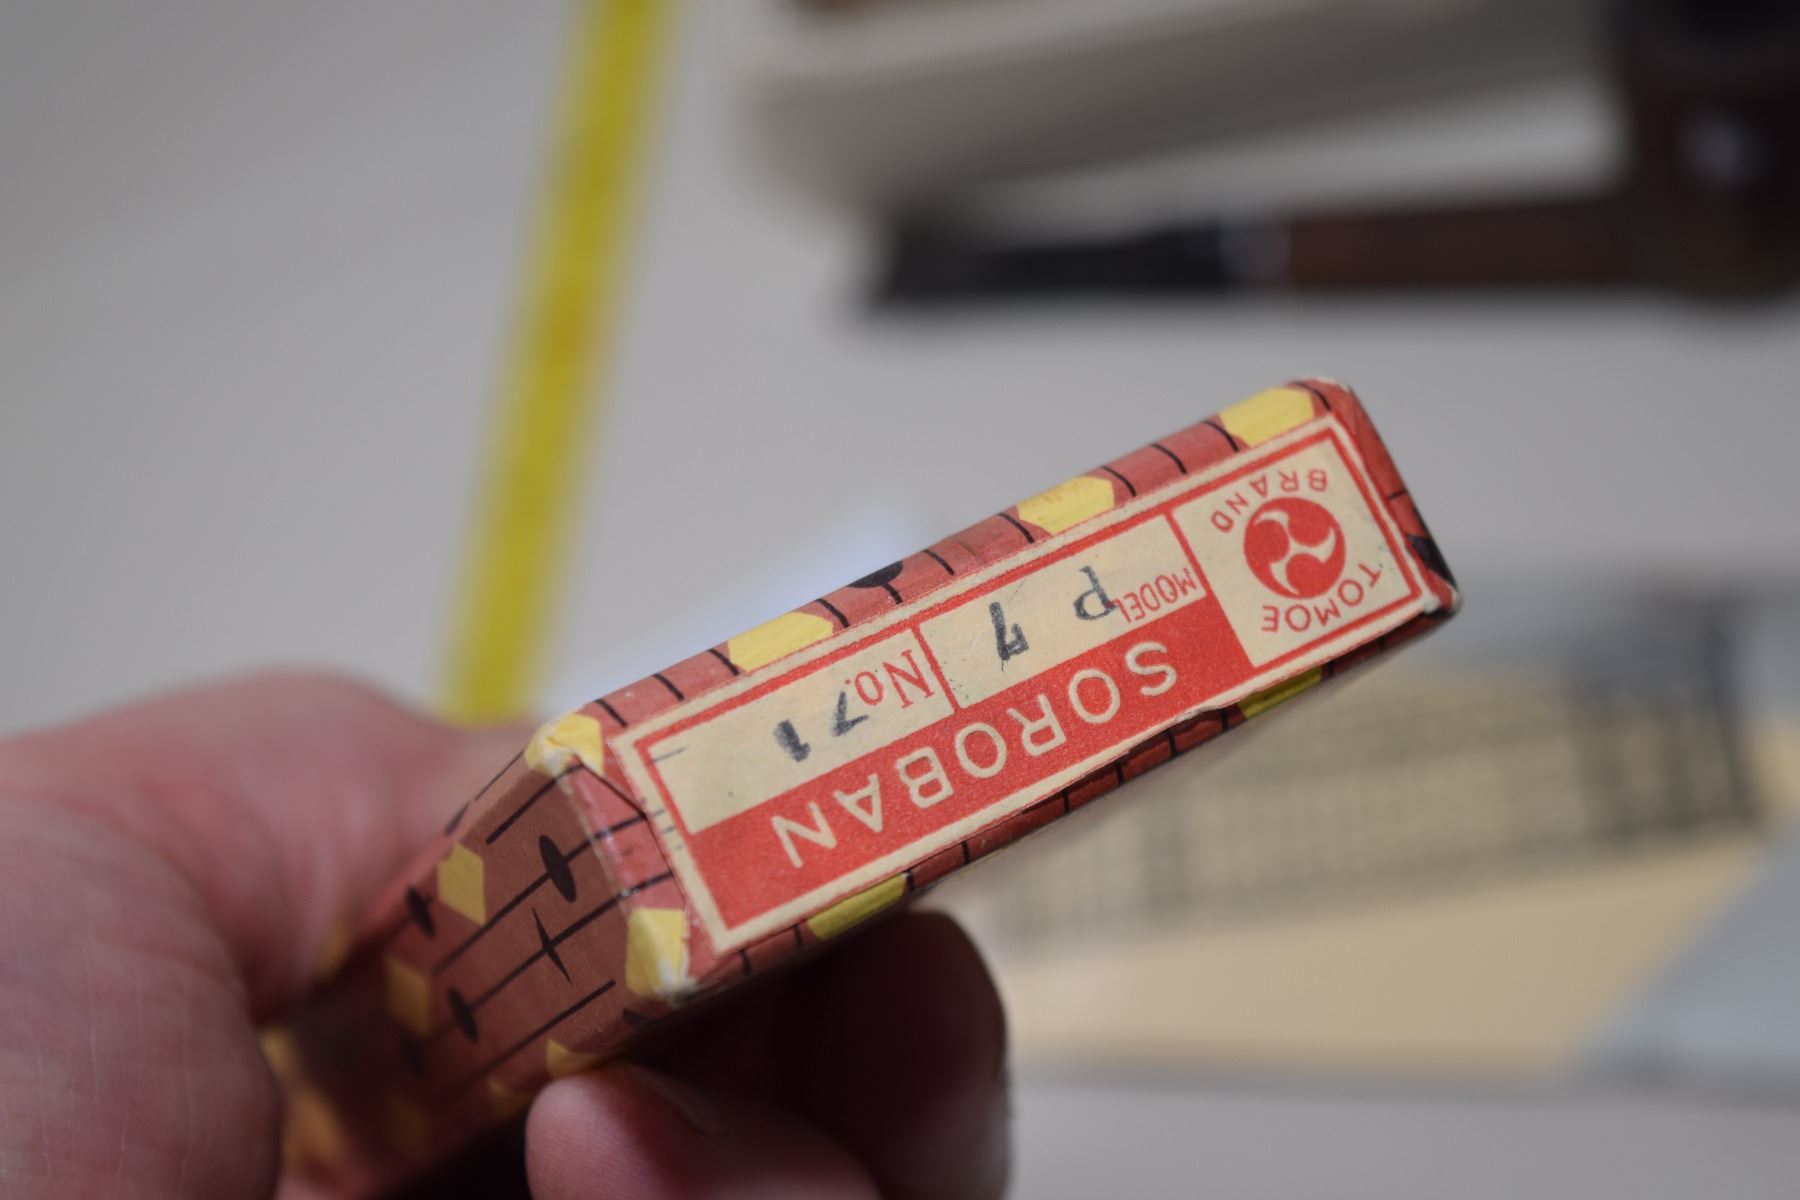 TOMOE
BRAND
SOROBAN
MODEL P 7
No. 71